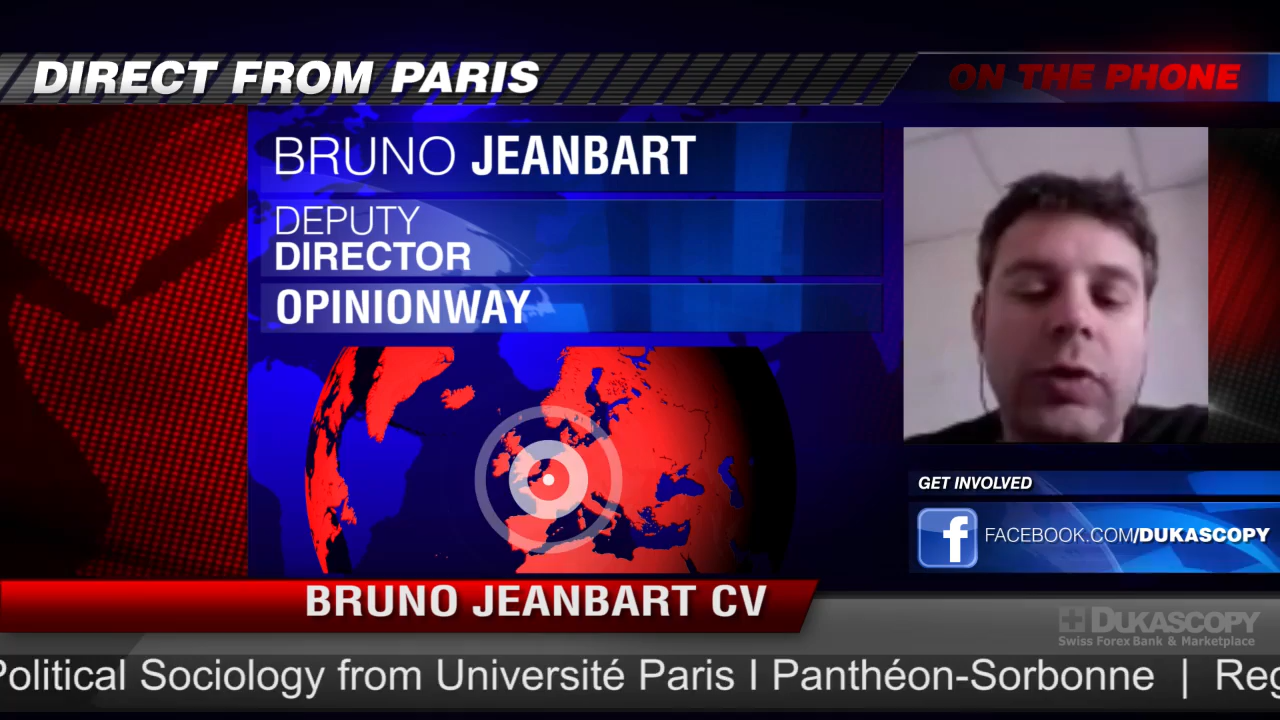 DIRECT FROM PARIS
ON THE PHONE
BRUNO JEANBART
DEPUTY
DIRECTOR
OPINIONWAY
GET INVOLVED
f FACEBOOK.COM/DUKASCOPY
BRUNO JEANBART CV
DUKASCOPY
Swiss Forex Bank & Marketplace
Political Sociology from Université Paris I Panthéon-Sorbonne | Reg